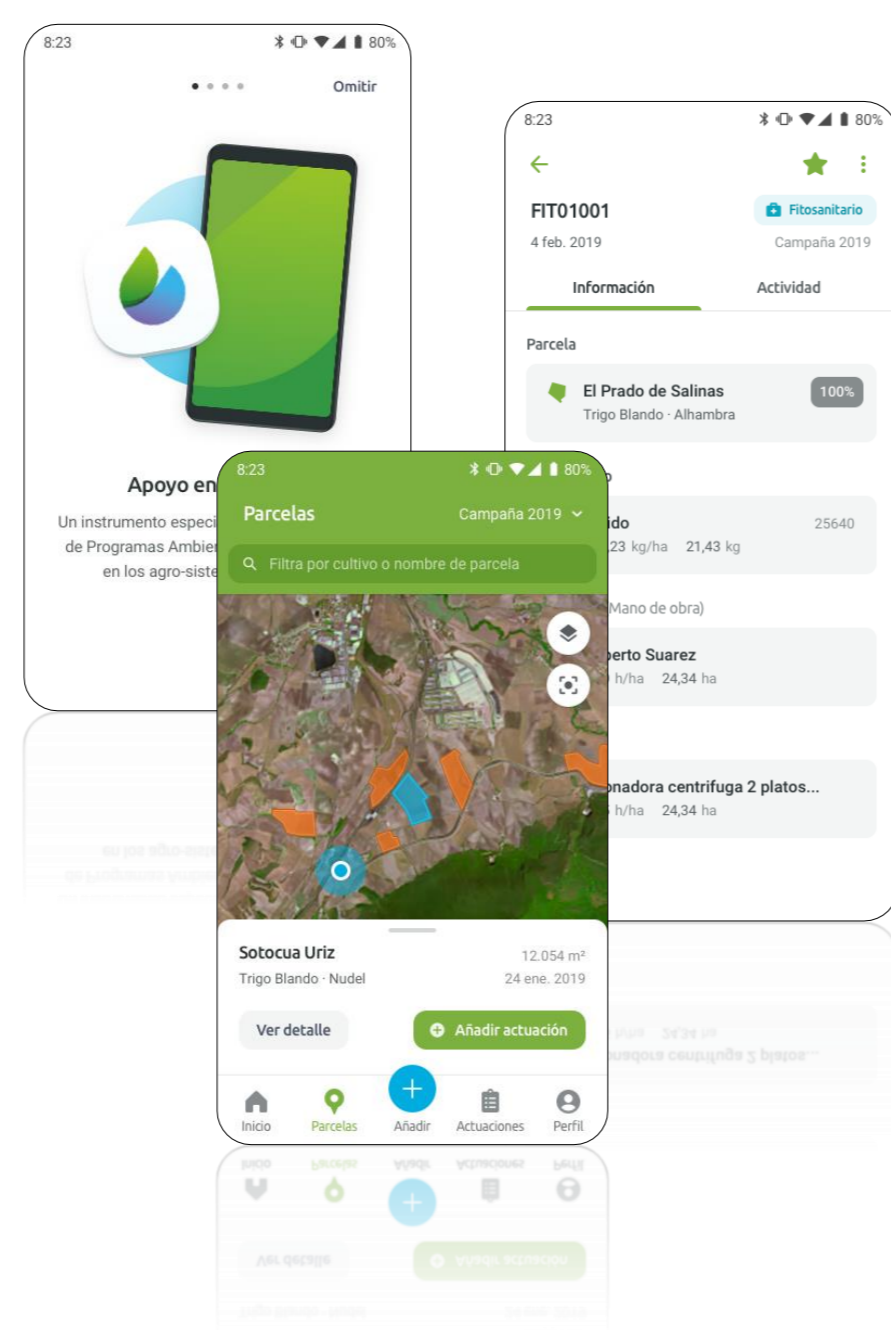 8:23
80%
Omitir
Apoyo en
Un instrumento especi
de Programas Ambier
en los agro-siste
8:23
80%
FIT01001
Fitosanitario
4 feb. 2019
Campaña 2019
Información
Actividad
Parcela
El Prado de Salinas
100%
Trigo Blando · Alhambra
ido
25640
23 kg/ha 21,43 kg
Mano de obra)
berto Suarez
h/ha 24,34 ha
onadora centrifuga 2 platos...
h/ha 24,34 ha
8:23
80%
Parcelas
Campaña 2019
Filtra por cultivo o nombre de parcela
Sotocua Uriz
12.054 m²
Trigo Blando · Nudel
24 ene. 2019
Ver detalle
Añadir actuación
Inicio
Parcelas
Añadir
Actuaciones
Perfil